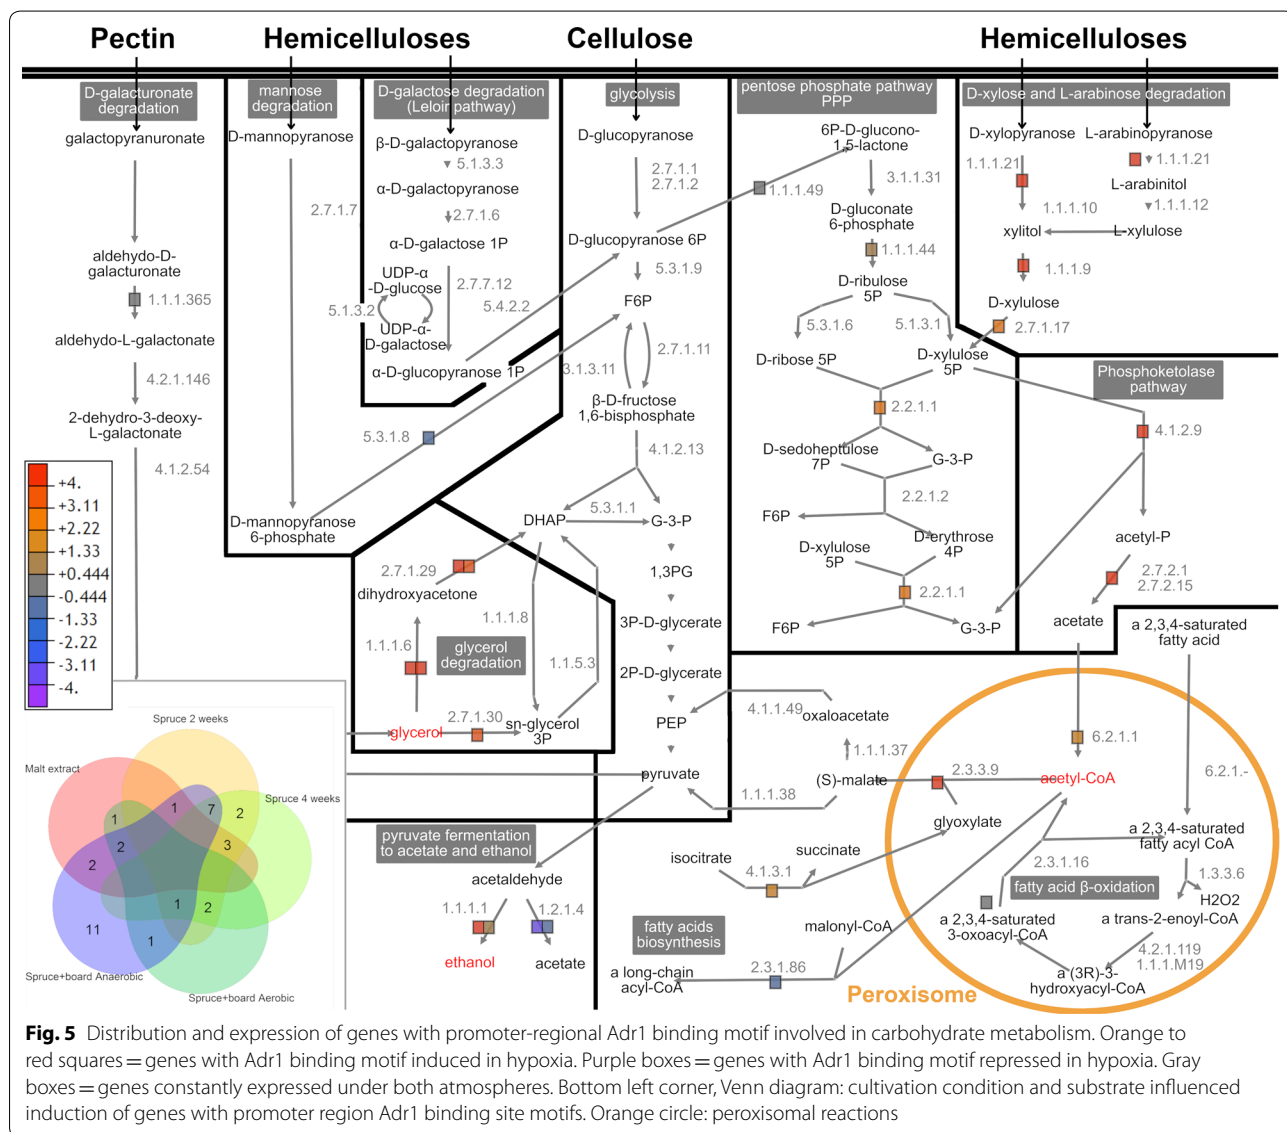 Pectin
Hemicelluloses
Cellulose
Hemicelluloses
D-galacturonate
degradation
galactopyranuronate
aldehydo-D-
galacturonate
1.1.1.365
aldehydo-L-galactonate
4.2.1.146
2-dehydro-3-deoxy-
L-galactonate
4.1.2.54
mannose
degradation
D-mannopyranose
2.7.1.7
D-mannopyranose
6-phosphate
5.3.1.8
D-galactose degradation
(Leloir pathway)
β-D-galactopyranose
5.1.3.3
α-D-galactopyranose
2.7.1.6
α-D-galactose 1P
UDP-α
-D-glucose
2.7.7.12
5.1.3.2
5.4.2.2
UDP-α-
D-galactose
α-D-glucopyranose 1P
glycolysis
D-glucopyranose
2.7.1.1
2.7.1.2
D-glucopyranose 6P
5.3.1.9
F6P
2.7.1.11
3.1.3.11
β-D-fructose
1,6-bisphosphate
4.1.2.13
5.3.1.1
DHAP
G-3-P
1,3PG
3P-D-glycerate
2P-D-glycerate
PEP
pyruvate
pentose phosphate pathway
PPP
6P-D-glucono-
1,5-lactone
1.1.1.49
3.1.1.31
D-gluconate
6-phosphate
1.1.1.44
D-ribulose
5P
5.3.1.6
5.1.3.1
D-ribose 5P
D-xylulose
5P
2.2.1.1
D-sedoheptulose
7P
G-3-P
2.2.1.2
F6P
D-erythrose
4P
D-xylulose
5P
2.2.1.1
F6P
G-3-P
D-xylose and L-arabinose degradation
D-xylopyranose
L-arabinopyranose
1.1.1.21
1.1.1.21
L-arabinitol
1.1.1.10
1.1.1.12
xylitol
L-xylulose
1.1.1.9
D-xylulose
2.7.1.17
Phosphoketolase
pathway
4.1.2.9
acetyl-P
2.7.2.1
2.7.2.15
acetate
a 2,3,4-saturated
fatty acid
6.2.1.1
6.2.1.-
acetyl-CoA
2.3.3.9
a 2,3,4-saturated
fatty acyl CoA
2.3.1.16
1.3.3.6
fatty acid β-oxidation
H2O2
a 2,3,4-saturated
3-oxoacyl-CoA
a trans-2-enoyl-CoA
4.2.1.119
1.1.1.M19
a (3R)-3-
hydroxyacyl-CoA
Peroxisome
+4.
+3.11
+2.22
+1.33
+0.444
-0.444
-1.33
-2.22
-3.11
-4.
2.7.1.29
dihydroxyacetone
1.1.1.6
glycerol
degradation
1.1.1.8
1.1.5.3
glycerol
2.7.1.30
sn-glycerol
3P
4.1.1.49
oxaloacetate
1.1.1.37
(S)-malate
1.1.1.38
glyoxylate
isocitrate
succinate
4.1.3.1
malonyl-CoA
fatty acids
biosynthesis
a long-chain
acyl-CoA
2.3.1.86
pyruvate fermentation
to acetate and ethanol
acetaldehyde
1.1.1.1
1.2.1.4
ethanol
acetate
Spruce 2 weeks
Malt extract
Spruce 4 weeks
1
1
7
2
2
3
2
1
2
11
1
Spruce+board Anaerobic
Spruce+board Aerobic
Fig. 5 Distribution and expression of genes with promoter-regional Adr1 binding motif involved in carbohydrate metabolism. Orange to
red squares = genes with Adr1 binding motif induced in hypoxia. Purple boxes = genes with Adr1 binding motif repressed in hypoxia. Gray
boxes = genes constantly expressed under both atmospheres. Bottom left corner, Venn diagram: cultivation condition and substrate influenced
induction of genes with promoter region Adr1 binding site motifs. Orange circle: peroxisomal reactions